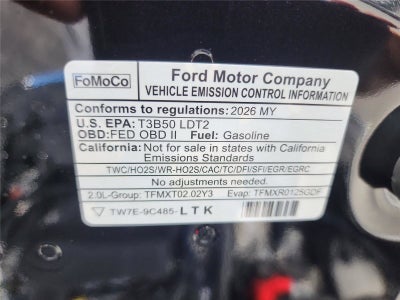 FoMoCo
Ford Motor Company
VEHICLE EMISSION CONTROL INFORMATION
Conforms to regulations: 2026 MY
U.S. EPA: T3B50 LDT2
OBD: FED OBD II Fuel: Gasoline
California: Not for sale in states with California
Emissions Standards
TWC/HO2S/WR-HO2S/CAC/TC/DFI/SFI/EGR/EGRC
No adjustments needed.
2.0L-Group: TFMXT02.02Y3 Evap: TFMXR0125GDF
TW7E-9C485-LTK